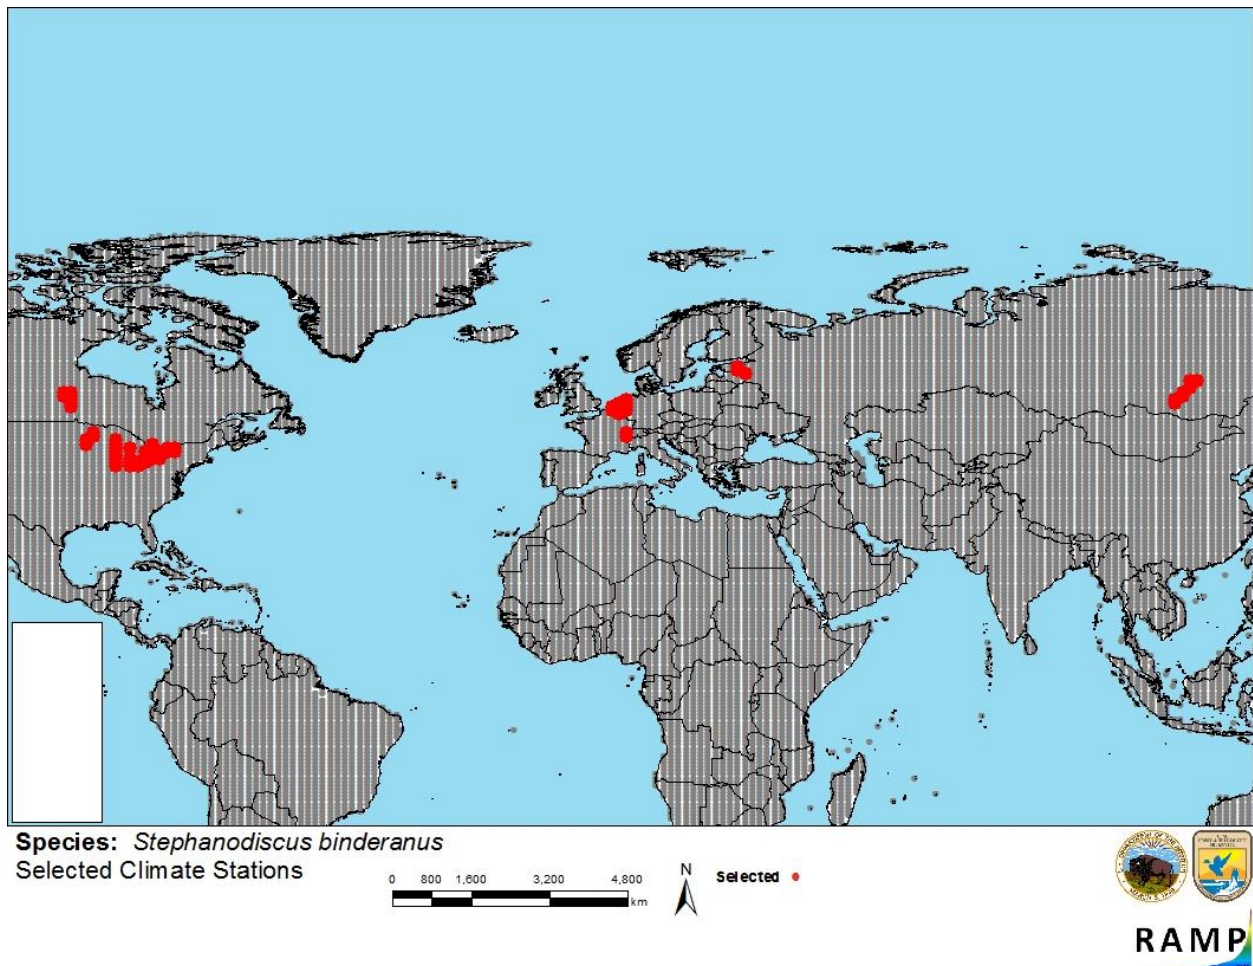 Species: Stephanodiscus binderanus
Selected Climate Stations
0 800 1,600 3,200 4,800
km
N
Selected
RAMP